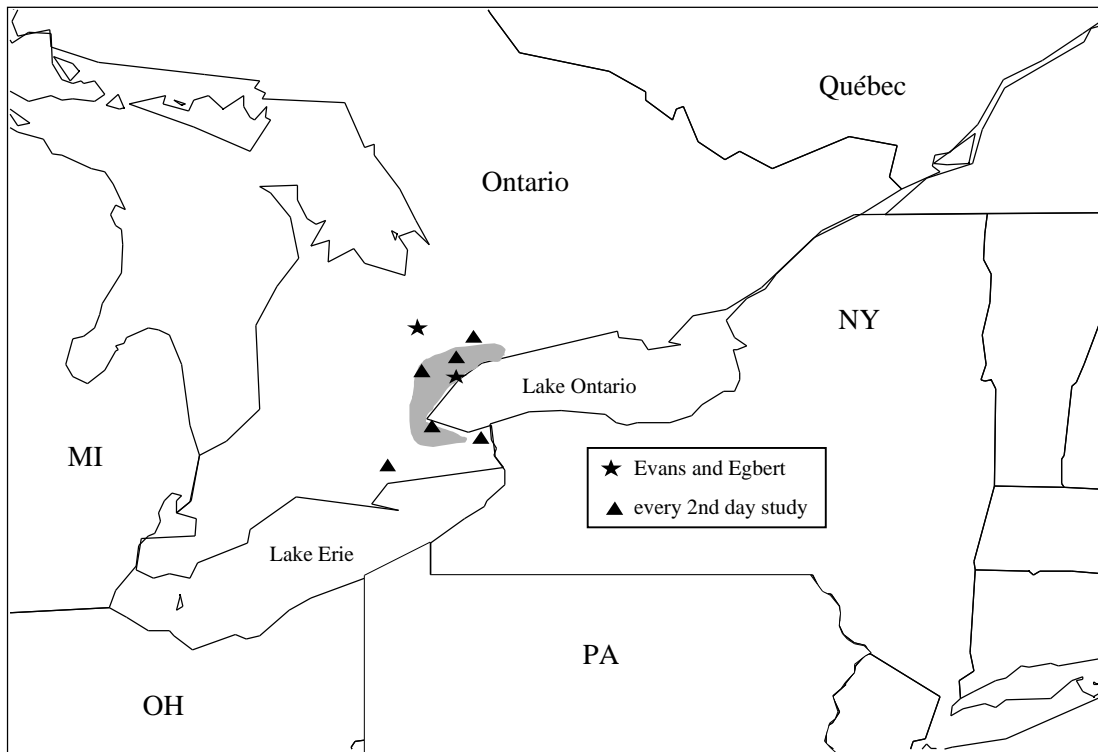 Québec
Ontario
NY
Lake Ontario
MI
Evans and Egbert
every 2nd day study
Lake Erie
PA
OH